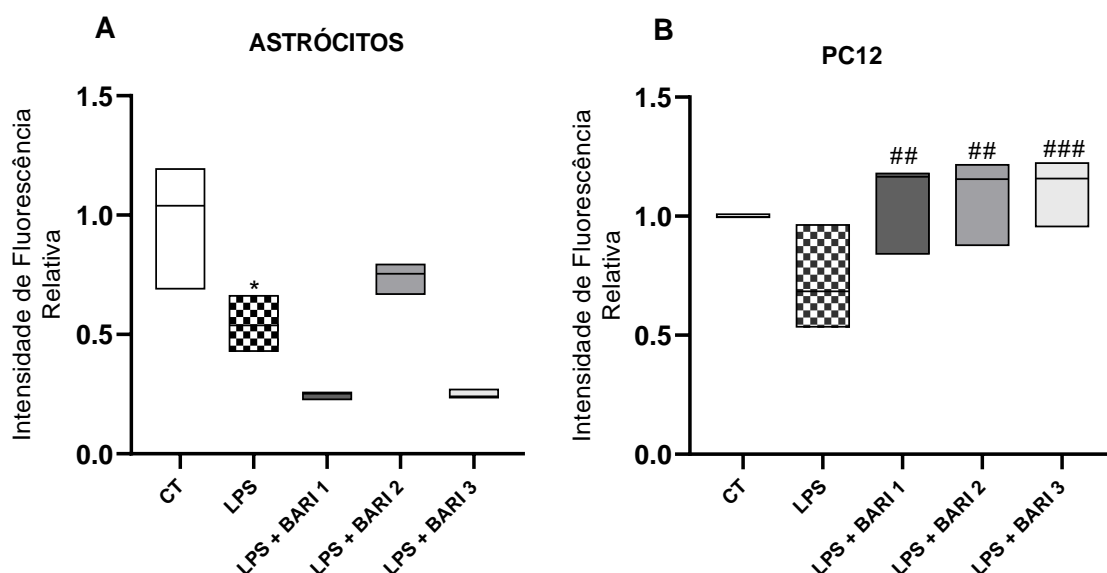 A
ASTRÓCITOS
Intensidade de Fluorescência
Relativa
1.5
1.0
0.5
0.0
*
CT
LPS
LPS + BARI 1
LPS + BARI 2
LPS + BARI 3
B
PC12
Intensidade de Fluorescência
Relativa
1.5
1.0
0.5
0.0
##
##
###
CT
LPS
LPS + BARI 1
LPS + BARI 2
LPS + BARI 3